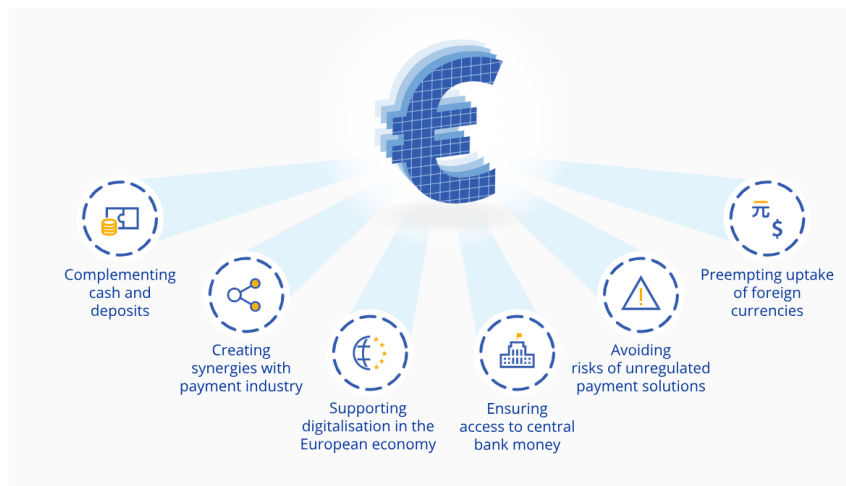 Complementing
cash and
deposits
Creating
synergies with
payment industry
Supporting
digitalisation in the
European economy
Ensuring
access to central
bank money
Avoiding
risks of unregulated
payment solutions
Preempting uptake
of foreign
currencies
€
元
$
!